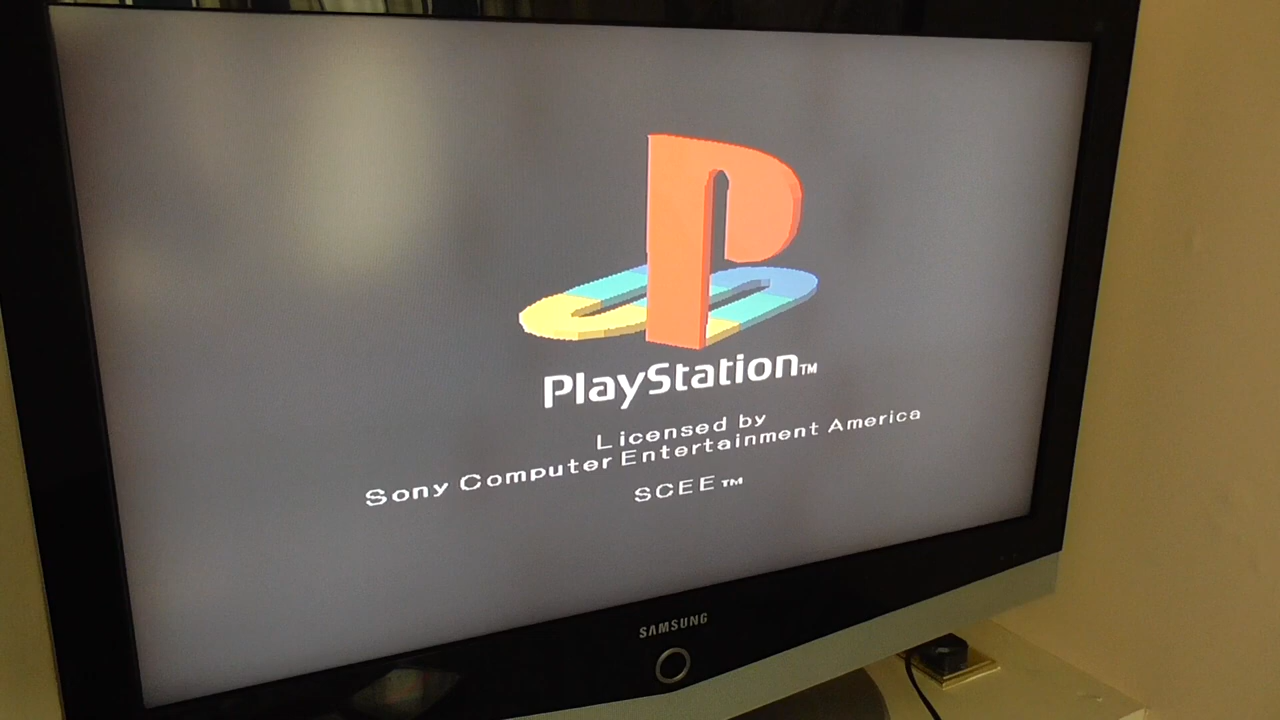 PlayStation™
Licensed by
Sony Computer Entertainment America
SCEE™
SAMSUNG